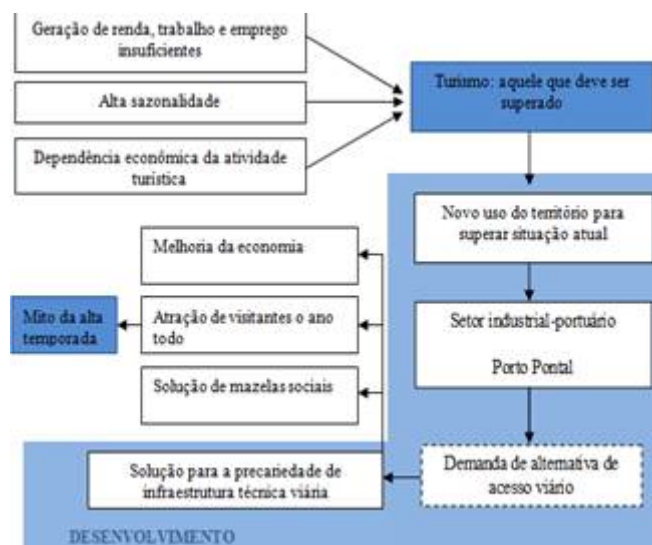 Geração de renda, trabalho e emprego
insuficientes
Alta sazonalidade
Dependência econômica da atividade
turística
Turismo: aquele que deve ser
superado
Novo uso do território para
superar situação atual
Setor industrial-portuário
Porto Pontal
Demanda de alternativa de
acesso viário
Melhoria da economia
Atração de visitantes o ano
todo
Mito da alta
temporada
Solução de mazelas sociais
Solução para a precariedade de
infraestrutura técnica viária
DESENVOLVIMENTO